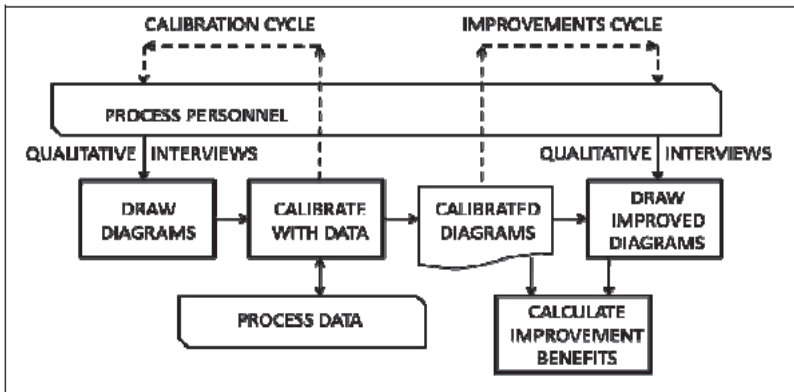 CALIBRATION CYCLE
IMPROVEMENTS CYCLE
PROCESS PERSONNEL
QUALITATIVE INTERVIEWS
QUALITATIVE INTERVIEWS
DRAW
DIAGRAMS
CALIBRATE
WITH DATA
CALIBRATED
DIAGRAMS
DRAW
IMPROVED
DIAGRAMS
PROCESS DATA
CALCULATE
IMPROVEMENT
BENEFITS